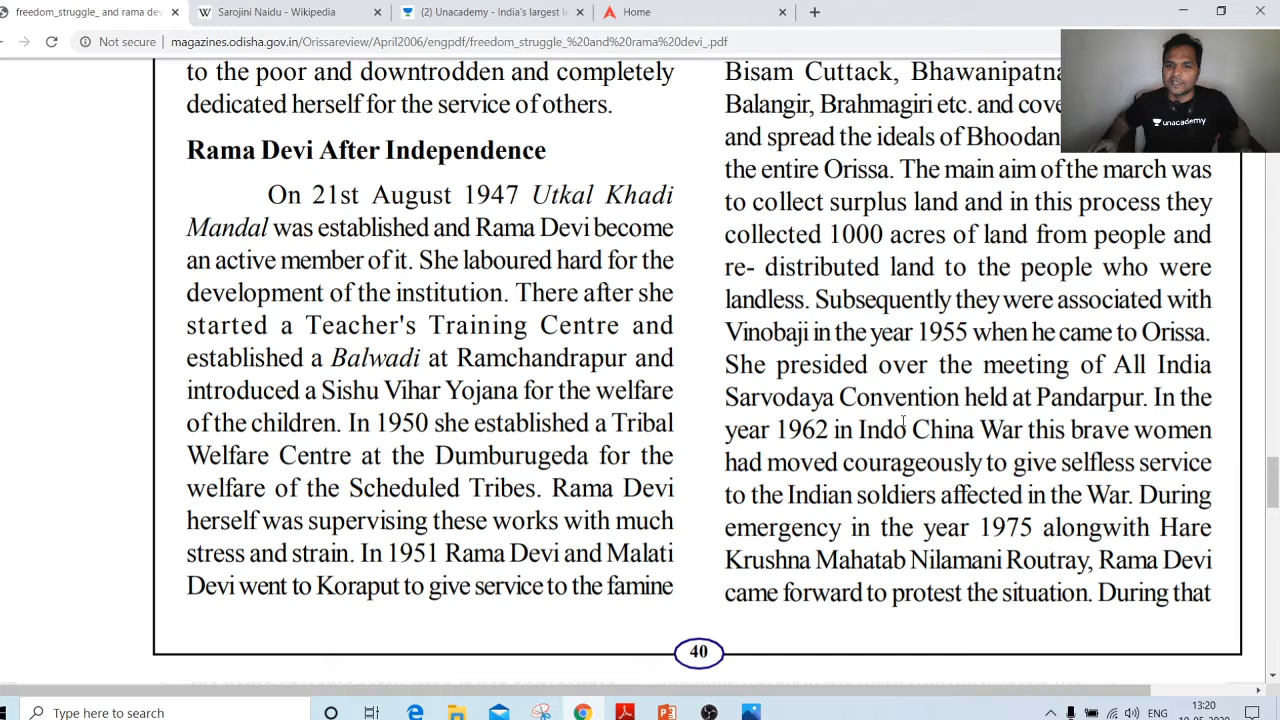 freedom_struggle_ and rama dev
Sarojini Naidu - Wikipedia
(2) Unacademy - India's largest le
Home
Not secure
magazines.odisha.gov.in/Orissareview/April2006/engpdf/freedom_struggle_%20and%20rama%20devi_.pdf
unacademy
to the poor and downtrodden and completely
dedicated herself for the service of others.
Rama Devi After Independence
On 21st August 1947 Utkal Khadi
Mandal was established and Rama Devi become
an active member of it. She laboured hard for the
development of the institution. There after she
started a Teacher's Training Centre and
established a Balwadi at Ramchandrapur and
introduced a Sishu Vihar Yojana for the welfare
of the children. In 1950 she established a Tribal
Welfare Centre at the Dumburugeda for the
welfare of the Scheduled Tribes. Rama Devi
herself was supervising these works with much
stress and strain. In 1951 Rama Devi and Malati
Devi went to Koraput to give service to the famine
Bisam Cuttack, Bhawanipatna
Balangir, Brahmagiri etc. and cove
and spread the ideals of Bhoodan
the entire Orissa. The main aim of the march was
to collect surplus land and in this process they
collected 1000 acres of land from people and
re- distributed land to the people who were
landless. Subsequently they were associated with
Vinobaji in the year 1955 when he came to Orissa.
She presided over the meeting of All India
Sarvodaya Convention held at Pandarpur. In the
year 1962 in Indo China War this brave women
had moved courageously to give selfless service
to the Indian soldiers affected in the War. During
emergency in the year 1975 alongwith Hare
Krushna Mahatab Nilamani Routray, Rama Devi
came forward to protest the situation. During that
40
Type here to search
ENG
13:20